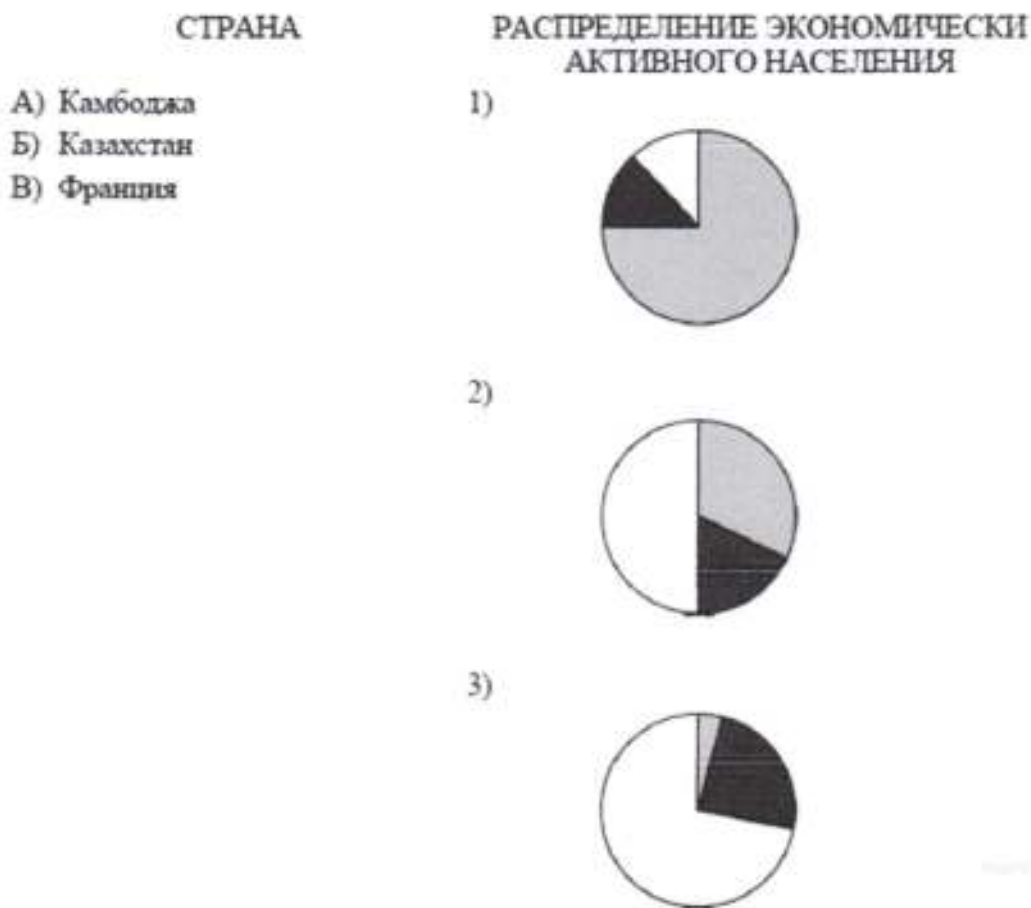 СТРАНА
РАСПРЕДЕЛЕНИЕ ЭКОНОМИЧЕСКИ
АКТИВНОГО НАСЕЛЕНИЯ
А) Камбоджа
Б) Казахстан
В) Франция
1)
2)
3)